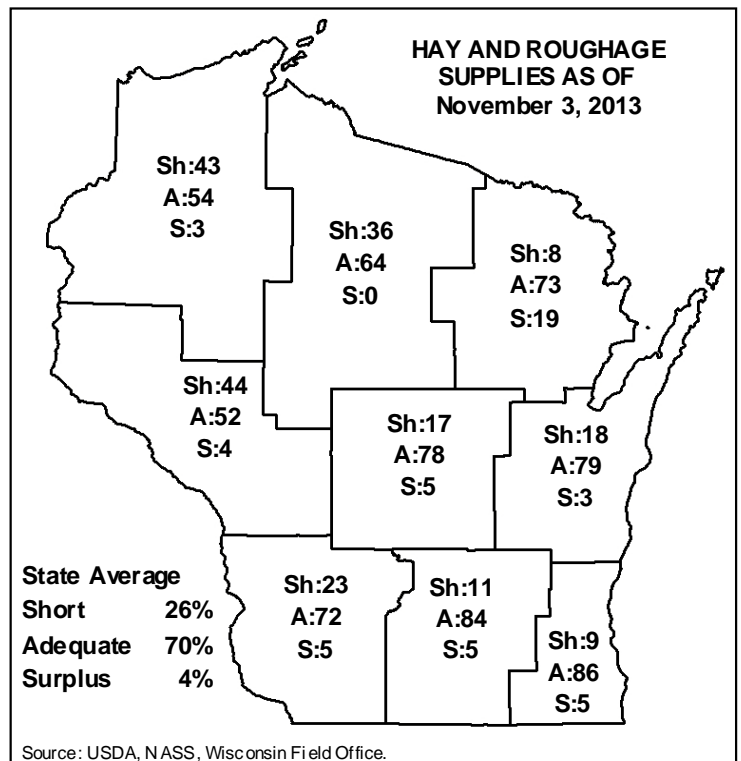 HAY AND ROUGHAGE
SUPPLIES AS OF
November 3, 2013
Sh:43
A:54
S:3
Sh:36
A:64
S:0
Sh:8
A:73
S:19
Sh:44
A:52
S:4
Sh:17
A:78
S:5
Sh:18
A:79
S:3
State Average
Short 26%
Adequate 70%
Surplus 4%
Sh:23
A:72
S:5
Sh:11
A:84
S:5
Sh:9
A:86
S:5
Source: USDA, NASS, Wisconsin Field Office.